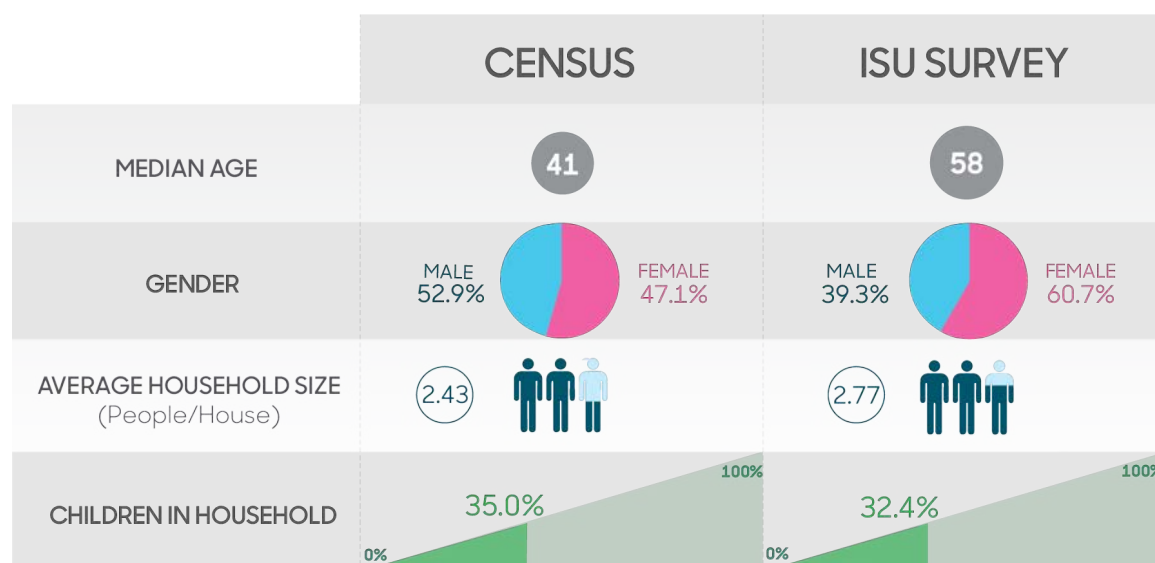 CENSUS
ISU SURVEY
MEDIAN AGE
41
58
GENDER
MALE
52.9%
FEMALE
47.1%
MALE
39.3%
FEMALE
60.7%
AVERAGE HOUSEHOLD SIZE
(People/House)
2.43
2.77
CHILDREN IN HOUSEHOLD
0%
35.0%
100%
0%
32.4%
100%